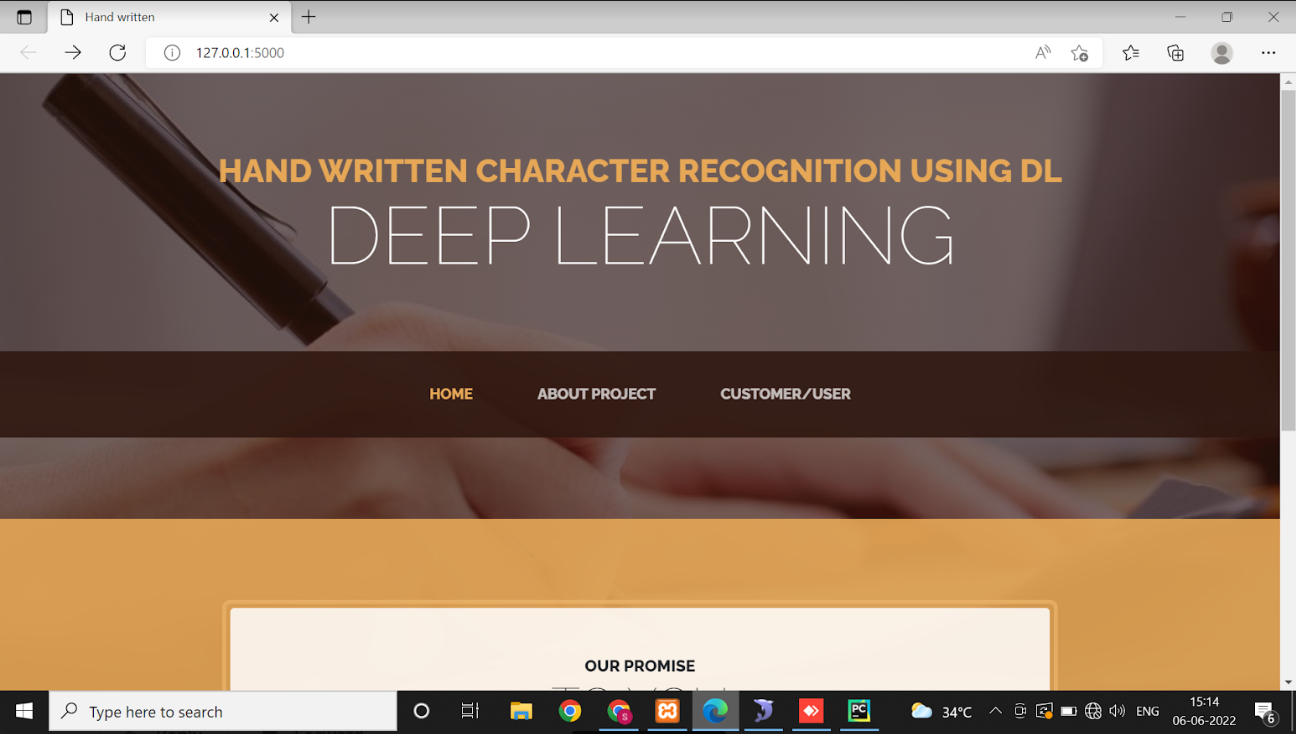 Hand written
127.0.0.1:5000
HAND WRITTEN CHARACTER RECOGNITION USING DL
DEEP LEARNING
HOME ABOUT PROJECT CUSTOMER/USER
OUR PROMISE
Type here to search
34°C
ENG
15:14
06-06-2022
6